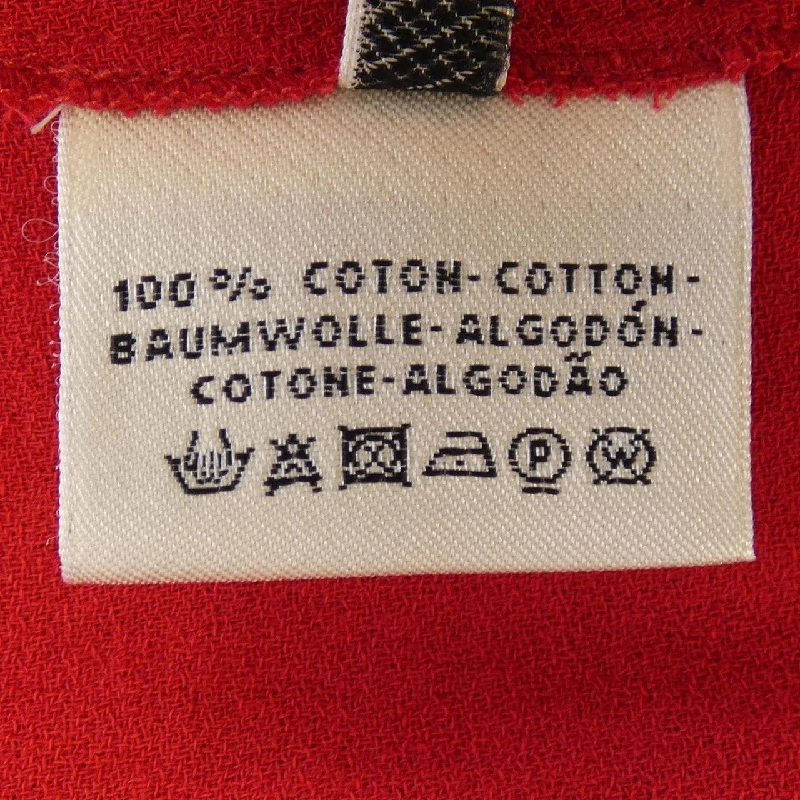 100% COTON-COTTON-
BAUMWOLLE-ALGODÓN-
COTONE-ALGODÃO
P W